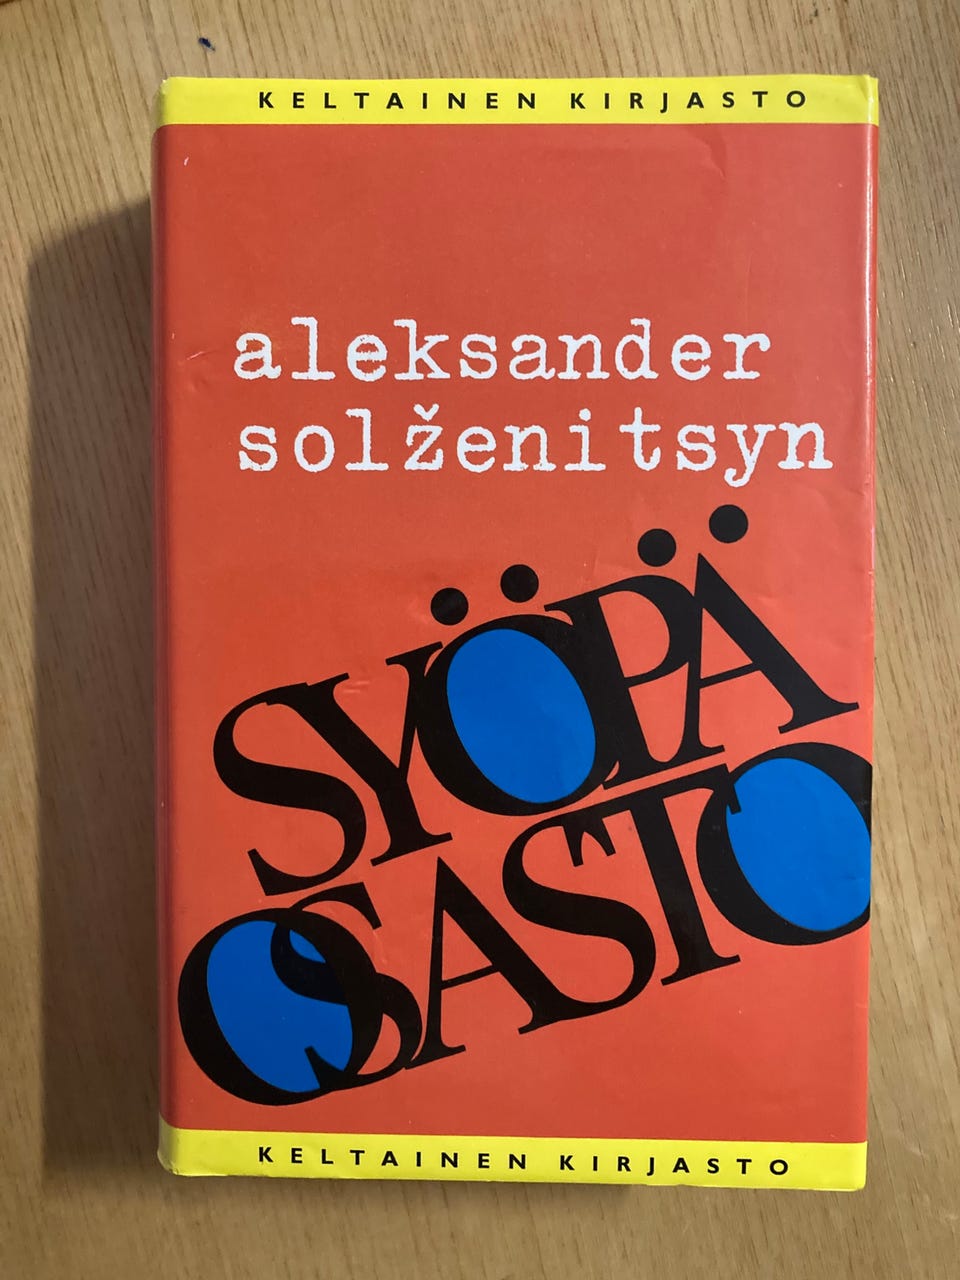 KELTAINEN KIRJASTO
aleksander
solženitsyn
SYÖPÄ
OSASTO
KELTAINEN KIRJASTO